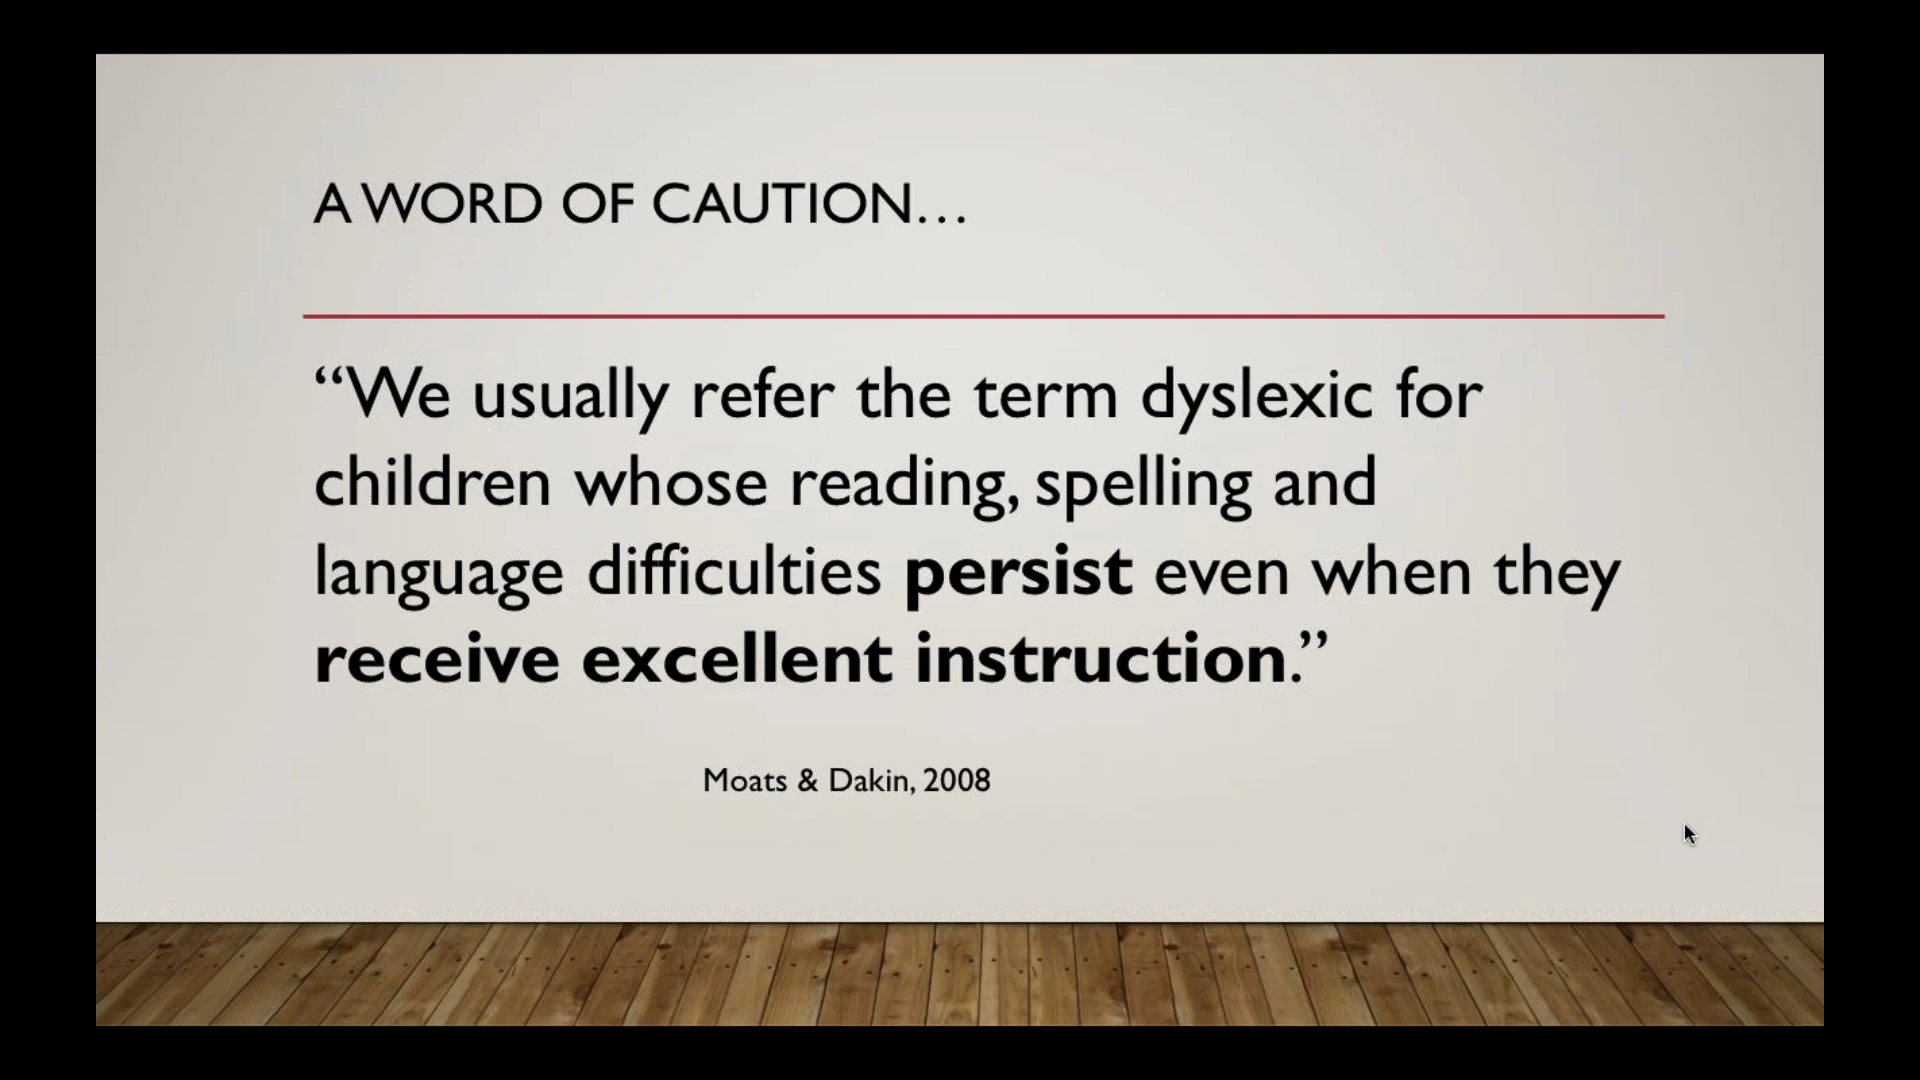 A WORD OF CAUTION…
“We usually refer the term dyslexic for
children whose reading, spelling and
language difficulties persist even when they
receive excellent instruction.”
Moats & Dakin, 2008